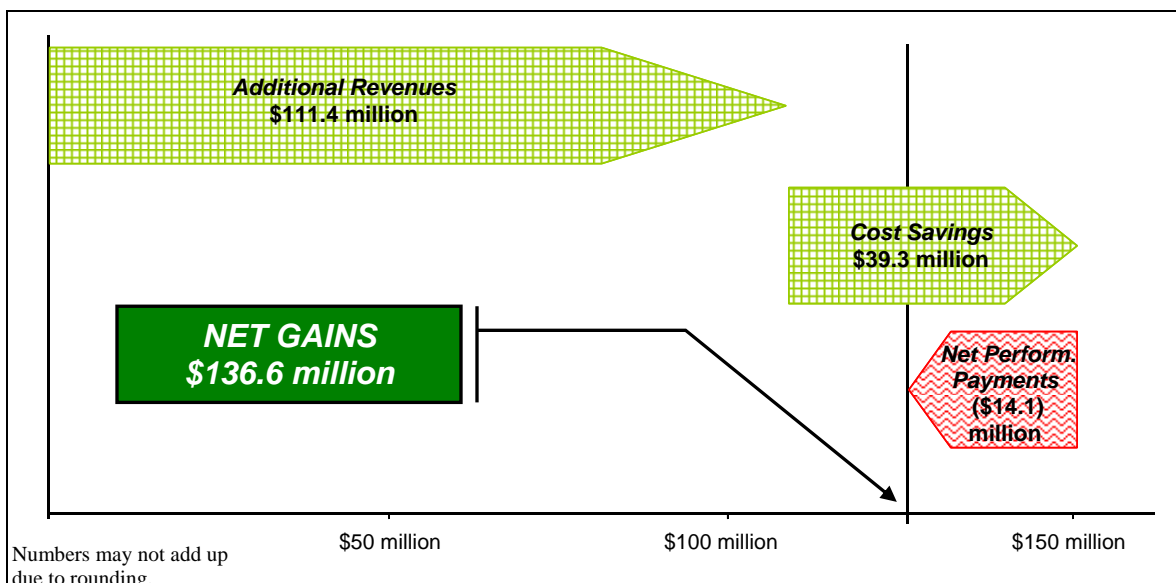 Additional Revenues
$111.4 million
Cost Savings
$39.3 million
NET GAINS
$136.6 million
Net Perform.
Payments
($14.1)
million
$50 million
$100 million
$150 million
Numbers may not add up
due to rounding